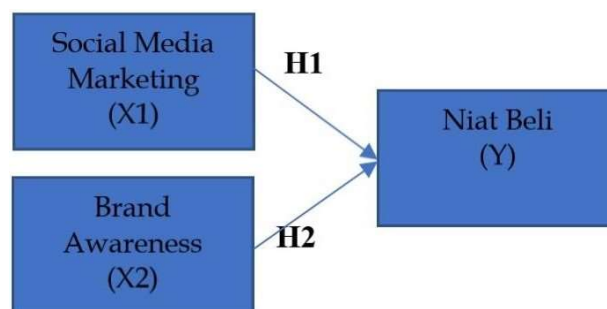 Social Media
Marketing
(X1)
H1
Niat Beli
(Y)
Brand
Awareness
(X2)
H2